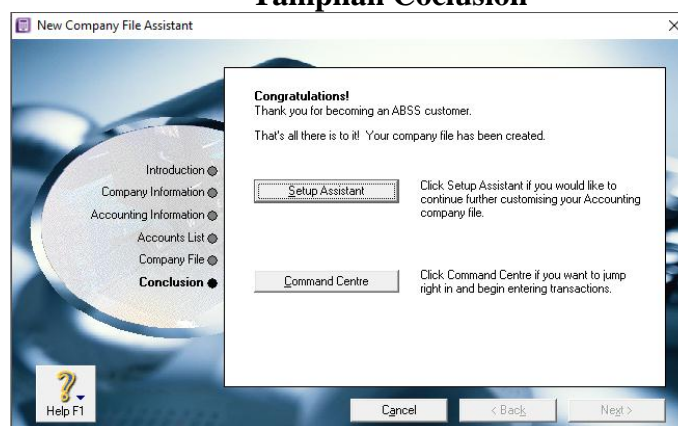 Tampilan Coclusion
New Company File Assistant
Congratulations!
Thank you for becoming an ABSS customer.
That's all there is to it! Your company file has been created.
Introduction
Company Information
Accounting Information
Accounts List
Company File
Conclusion
Setup Assistant
Click Setup Assistant if you would like to
continue further customising your Accounting
company file.
Command Centre
Click Command Centre if you want to jump
right in and begin entering transactions.
Help F1
Cancel
< Back
Next >